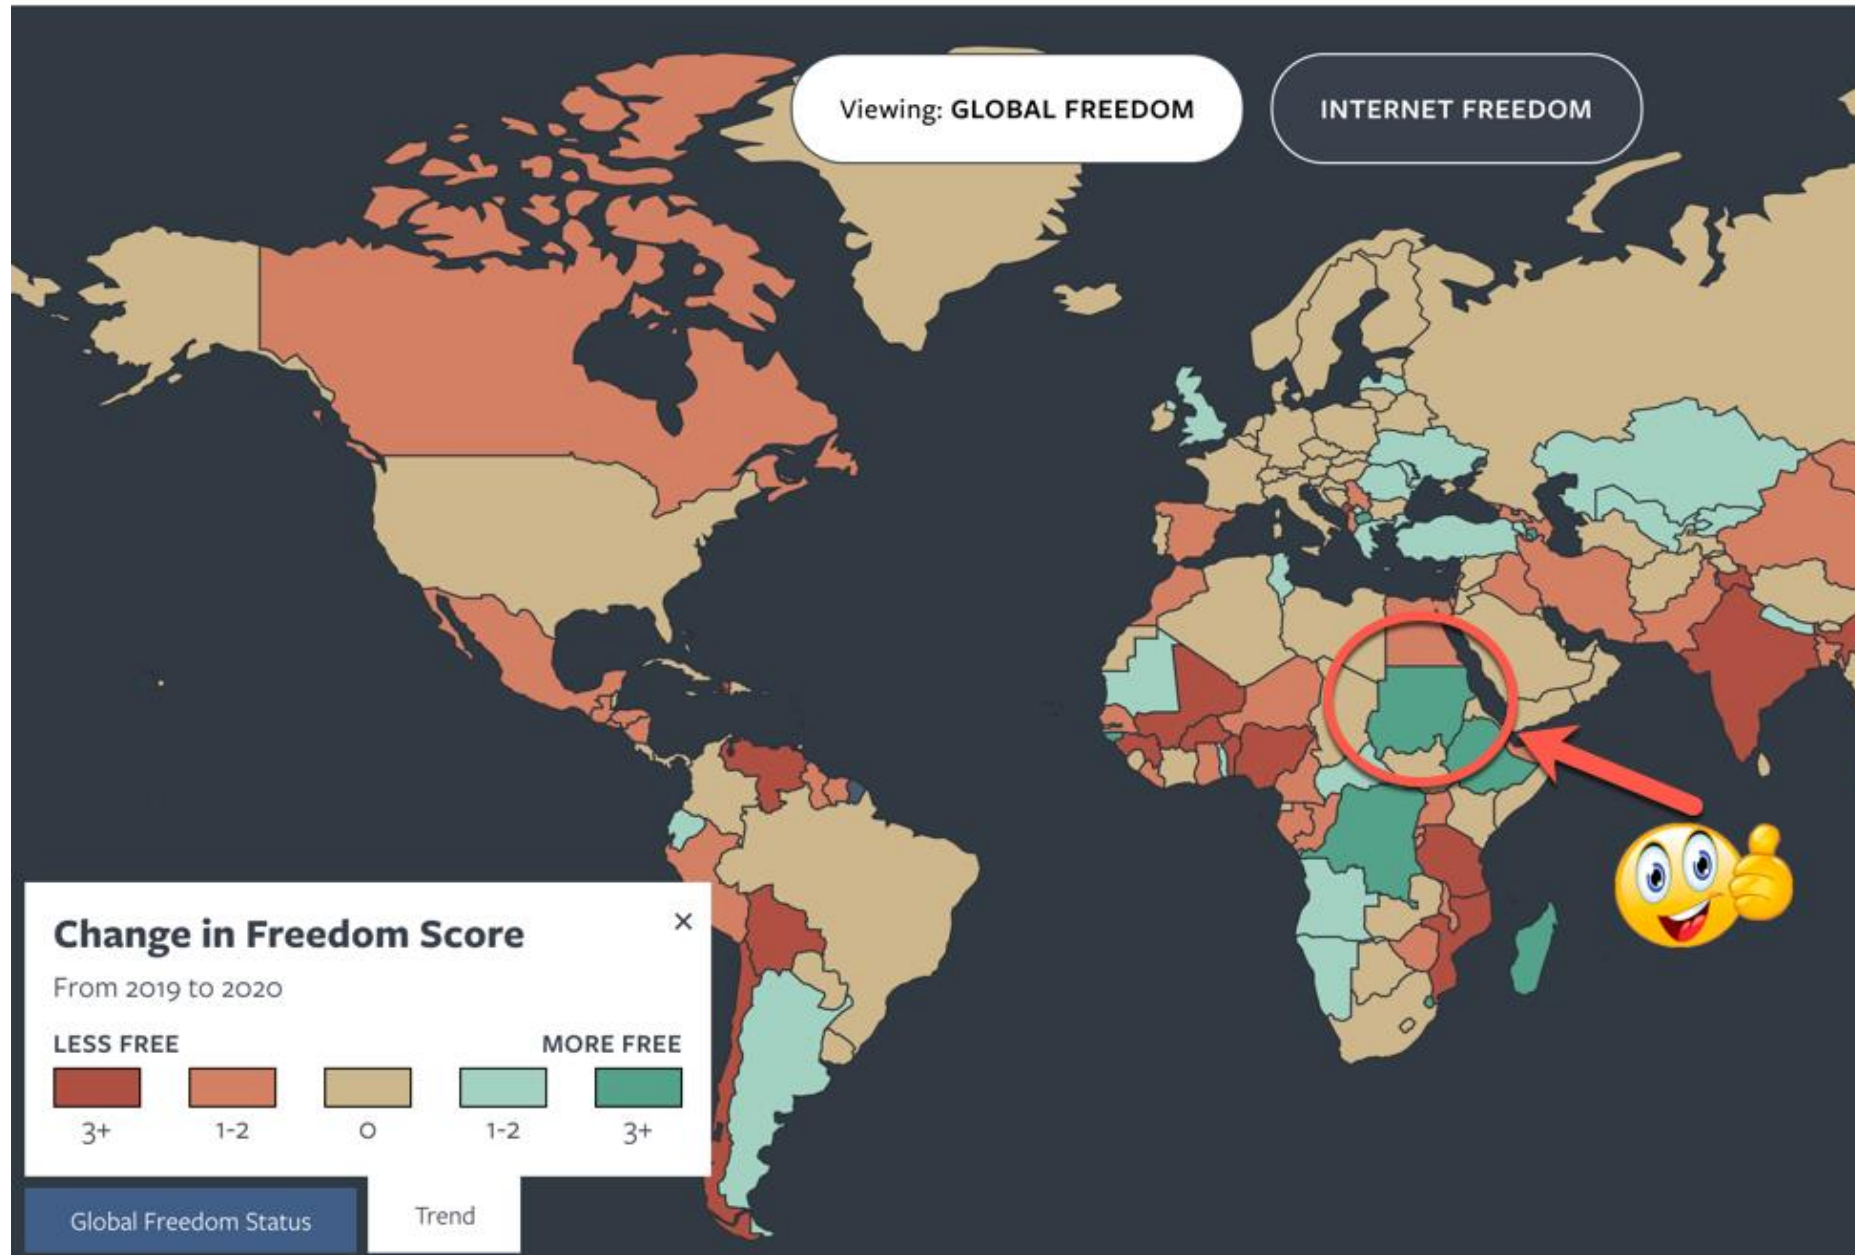 Viewing: GLOBAL FREEDOM
INTERNET FREEDOM
Change in Freedom Score
×
From 2019 to 2020
LESS FREE MORE FREE
3+ 1-2 0 1-2 3+
Global Freedom Status
Trend